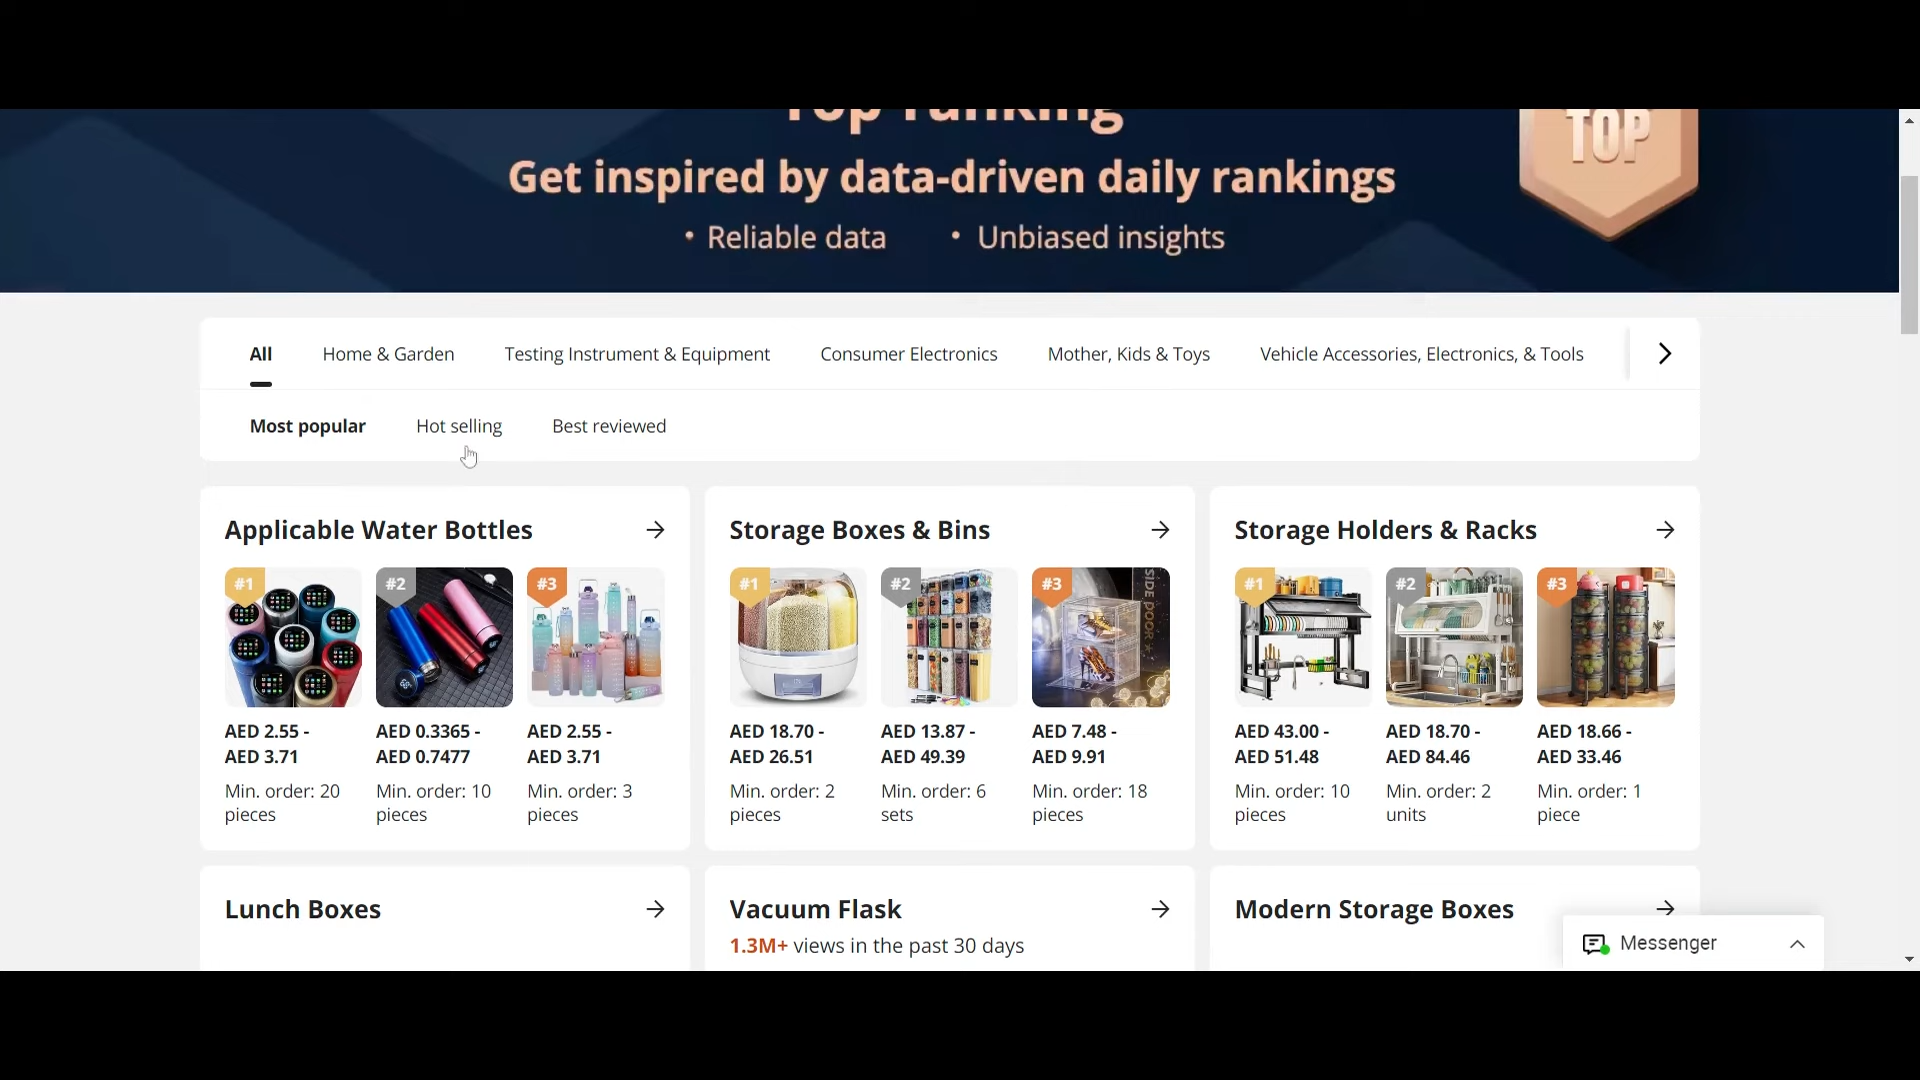 Top ranking
TOP
Get inspired by data-driven daily rankings
• Reliable data • Unbiased insights
All Home & Garden Testing Instrument & Equipment Consumer Electronics Mother, Kids & Toys Vehicle Accessories, Electronics, & Tools
Most popular Hot selling Best reviewed
Applicable Water Bottles
#1 #2 #3
AED 2.55 - AED 0.3365 - AED 2.55 -
AED 3.71 AED 0.7477 AED 3.71
Min. order: 20 Min. order: 10 Min. order: 3
pieces pieces pieces
Storage Boxes & Bins
#1 #2 #3
SIDE DOOR
AED 18.70 - AED 13.87 - AED 7.48 -
AED 26.51 AED 49.39 AED 9.91
Min. order: 2 Min. order: 6 Min. order: 18
pieces sets pieces
Storage Holders & Racks
#1 #2 #3
AED 43.00 - AED 18.70 - AED 18.66 -
AED 51.48 AED 84.46 AED 33.46
Min. order: 10 Min. order: 2 Min. order: 1
pieces units piece
Lunch Boxes
Vacuum Flask
1.3M+ views in the past 30 days
Modern Storage Boxes
Messenger